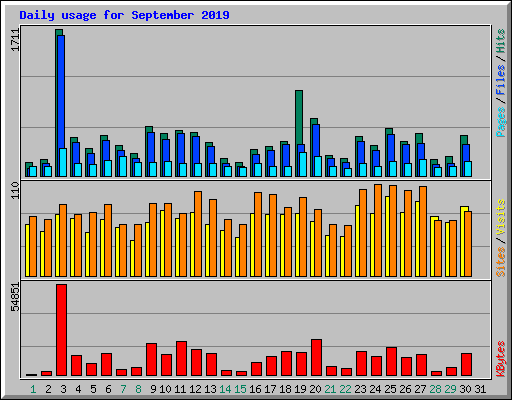 Daily usage for September 2019
1711
Pages / Files / Hits
110
Sites / Visits
54851
KBytes
1 2 3 4 5 6 7 8 9 10 11 12 13 14 15 16 17 18 19 20 21 22 23 24 25 26 27 28 29 30 31